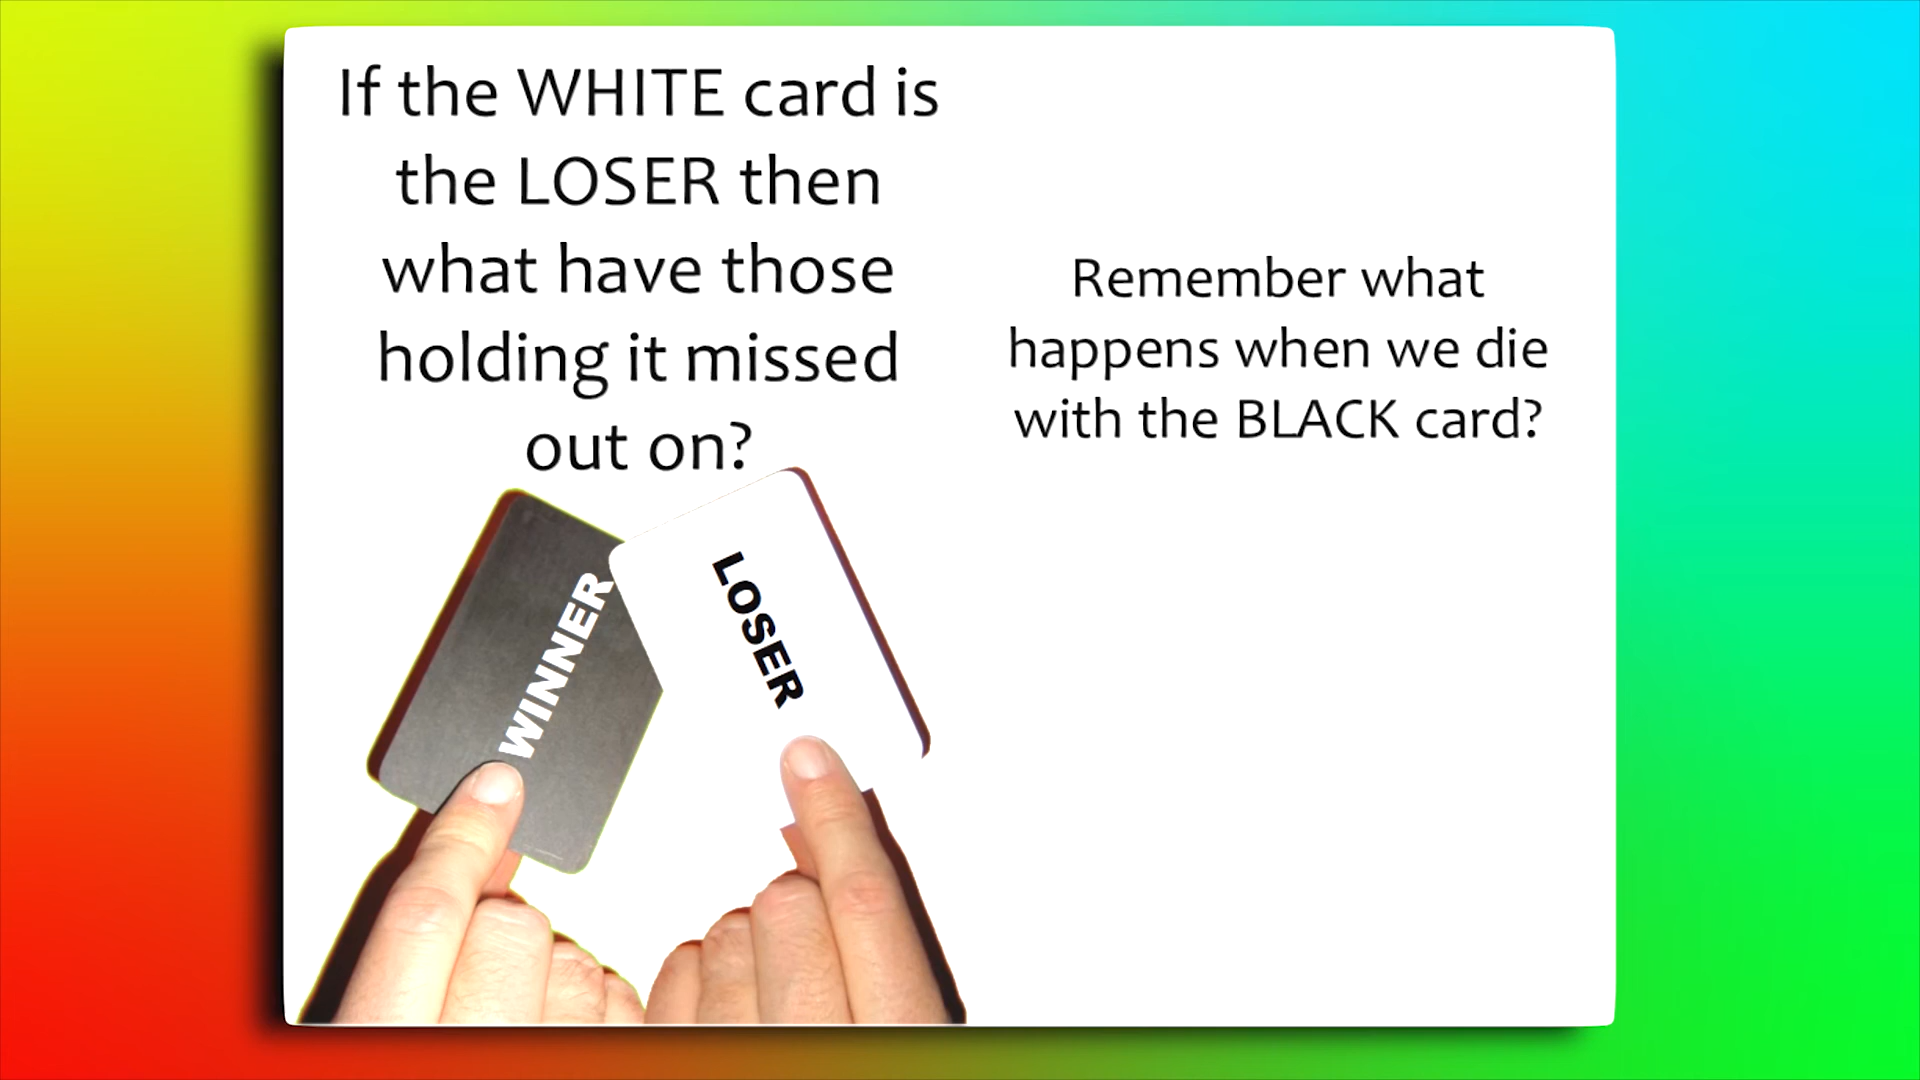 If the WHITE card is
the LOSER then
what have those
holding it missed
out on?
Remember what
happens when we die
with the BLACK card?
WINNER
LOSER